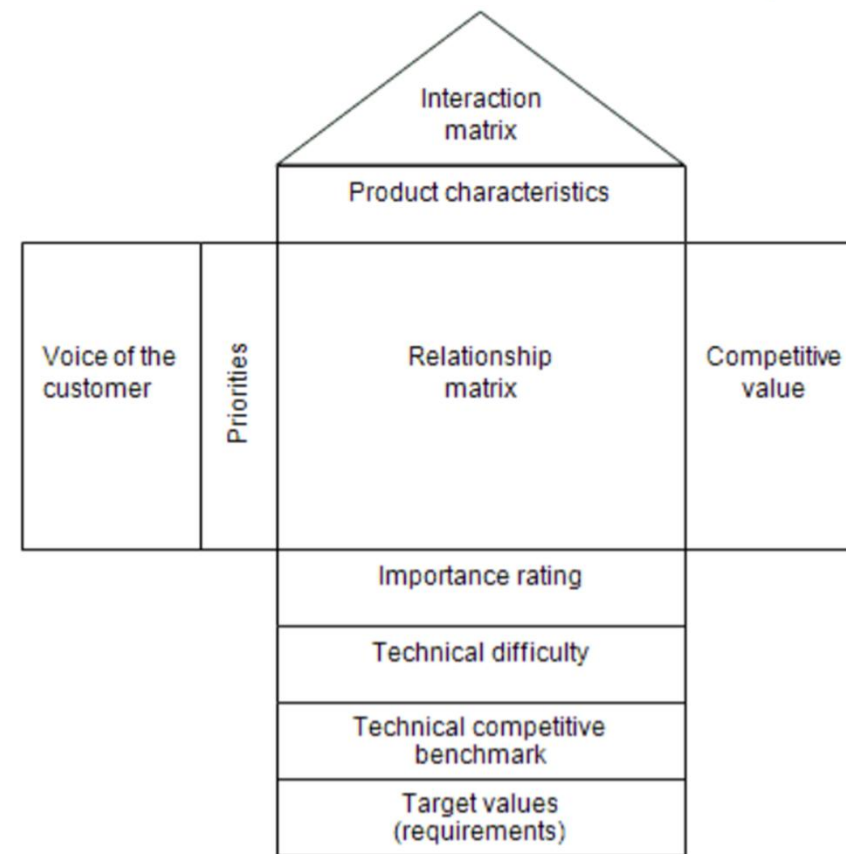 Interaction
matrix
Product characteristics
Voice of the
customer
Priorities
Relationship
matrix
Competitive
value
Importance rating
Technical difficulty
Technical competitive
benchmark
Target values
(requirements)